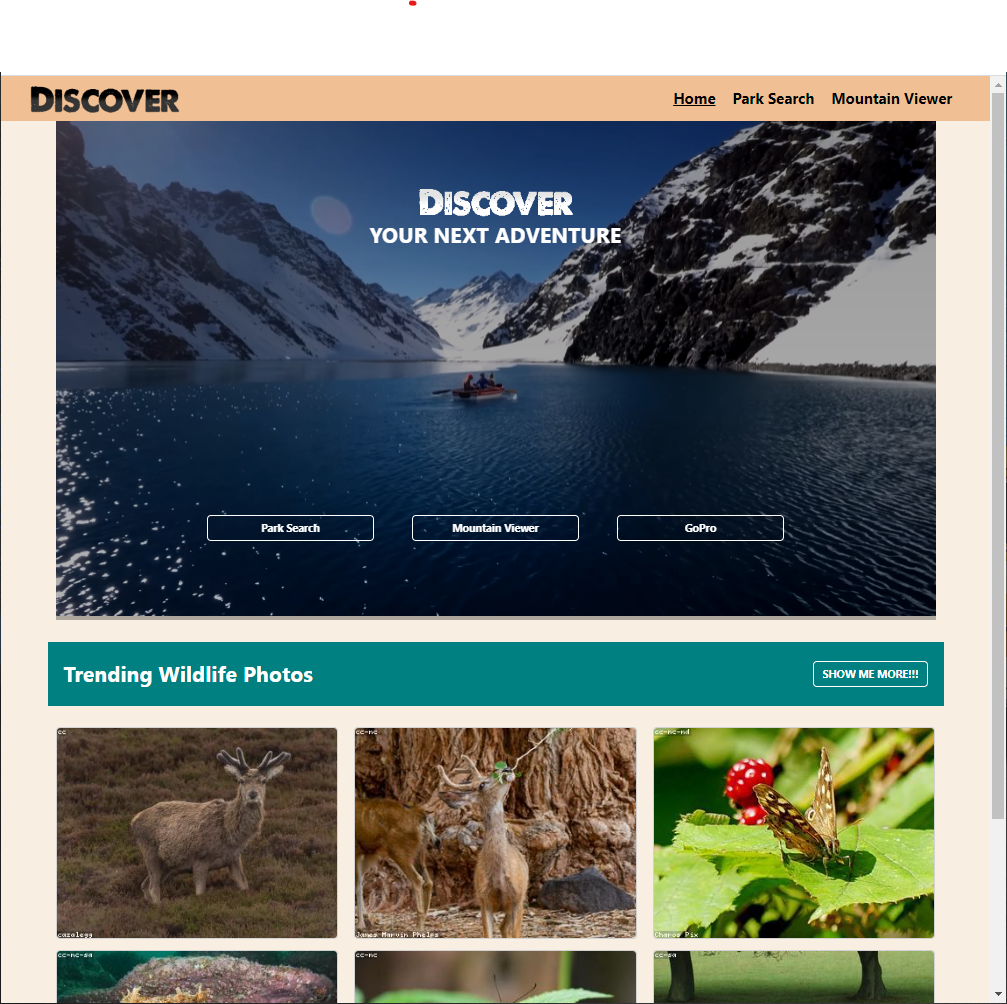 DISCOVER
Home Park Search Mountain Viewer
DISCOVER
YOUR NEXT ADVENTURE
Park Search Mountain Viewer GoPro
Trending Wildlife Photos
SHOW ME MORE!!!
cc
cc-nc
cc-nc-nd
cazalegg
James Marvin Phelps
Charos Pix
cc-nc-sa
cc-nc
cc-sa